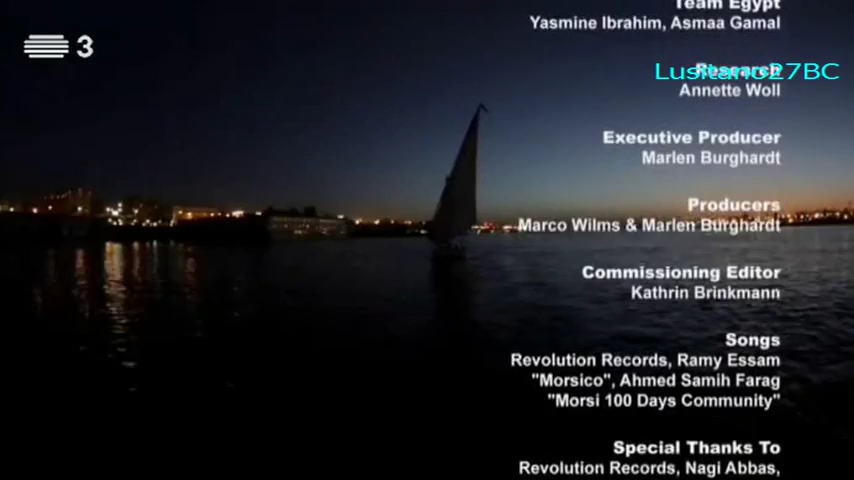 Team Egypt
Yasmine Ibrahim, Asmaa Gamal
3
Research
Lusitano27BC
Annette Woll
Executive Producer
Marlen Burghardt
Producers
Marco Wilms & Marlen Burghardt
Commissioning Editor
Kathrin Brinkmann
Songs
Revolution Records, Ramy Essam
"Morsico", Ahmed Samih Farag
"Morsi 100 Days Community"
Special Thanks To
Revolution Records, Nagi Abbas,